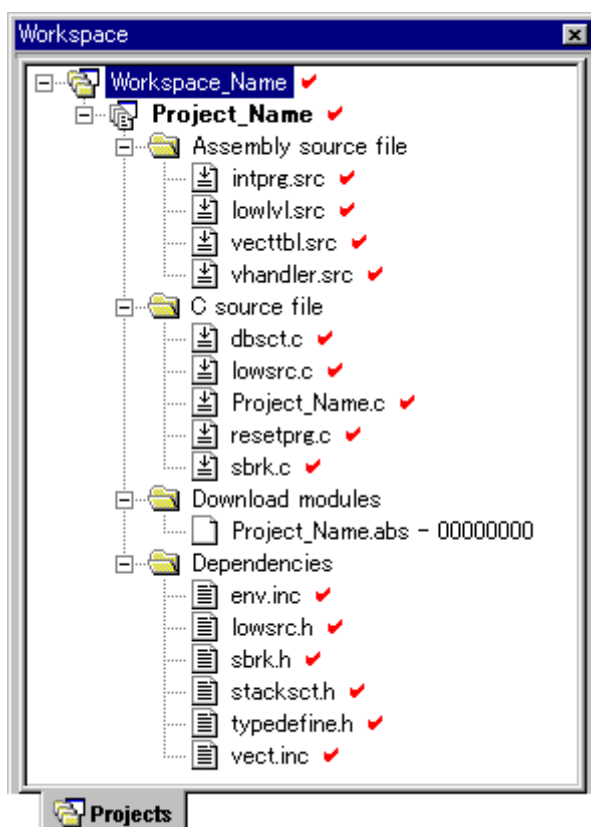 Workspace
Workspace_Name
Project_Name
Assembly source file
intprg.src
lowlvl.src
vecttbl.src
vhandler.src
C source file
dbsct.c
lowsrc.c
Project_Name.c
resetprg.c
sbrk.c
Download modules
Project_Name.abs - 00000000
Dependencies
env.inc
lowsrc.h
sbrk.h
stacksct.h
typedefine.h
vect.inc
Projects